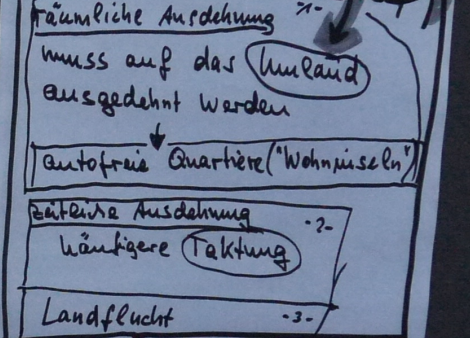 räumliche Ausdehnung -1-
muss auf das Umland
ausgedehnt werden
autofreie Quartiere ("Wohninseln")
zeitliche Ausdehnung -2-
häufigere Taktung
Landflucht -3-